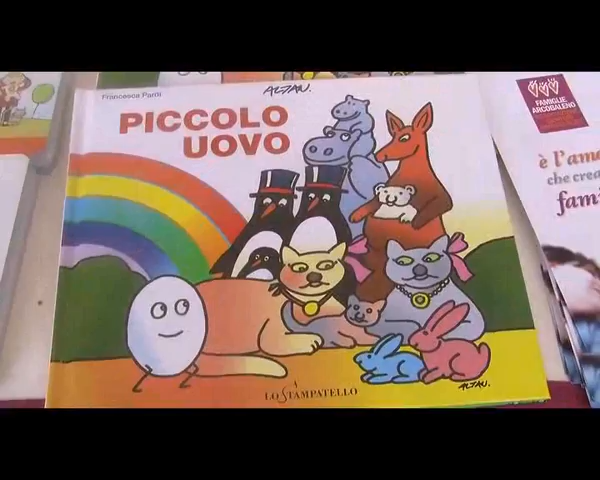 Francesca Pardi
ALTAN.
PICCOLO
UOVO
LO STAMPATELLO
ALTAN.
FAMIGLIE
ARCOBALENO
è l'amo
che crea
fami